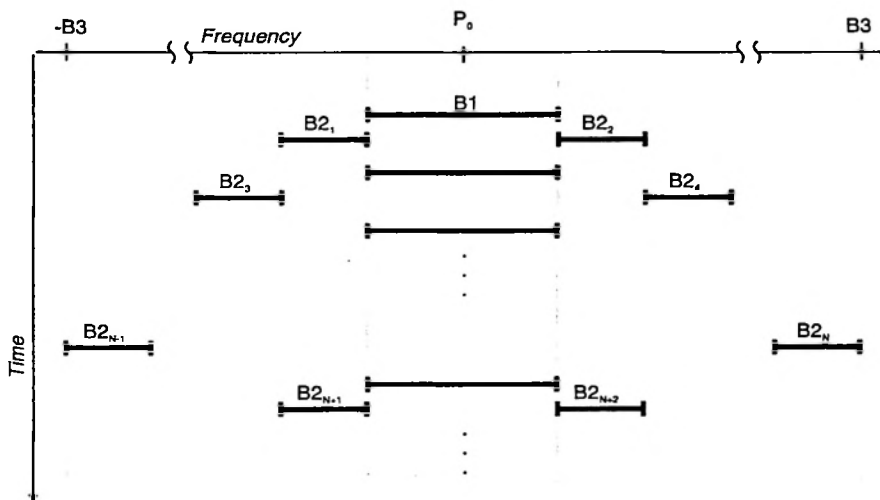 -B3 P₀ B3
Frequency
B1
B2₁ B2₂
B2₃ B2₄
B2ₙ₋₁ B2ₙ
Time
B2ₙ₊₁ B2ₙ₊₂